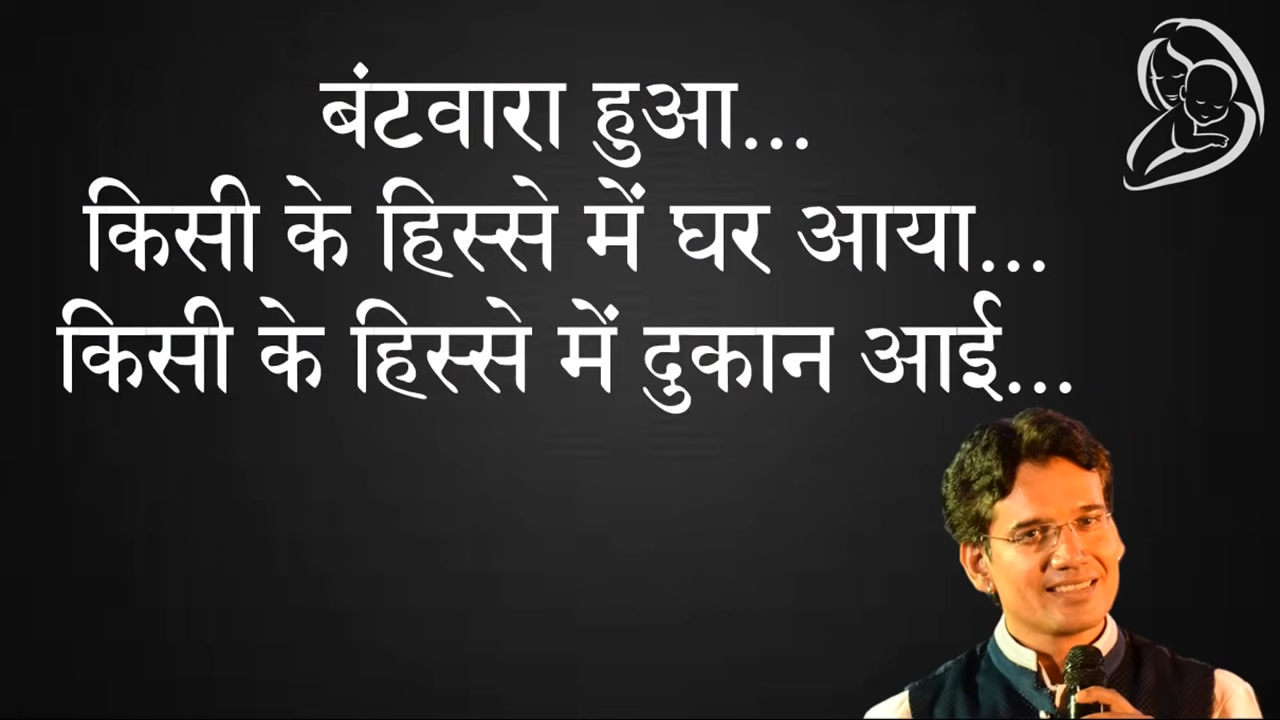 बंटवारा हुआ...
किसी के हिस्से में घर आया...
किसी के हिस्से में दुकान आई...